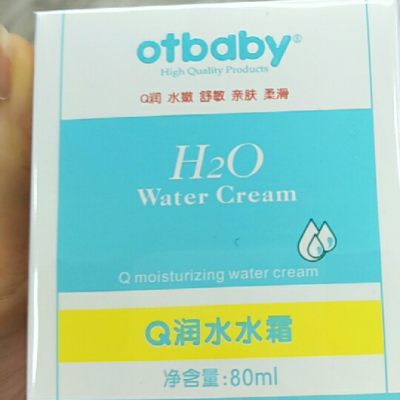 otbaby®
High Quality Products
Q润 水嫩 舒敏 亲肤 柔滑
H2O
Water Cream
Q moisturizing water cream
Q润水水霜
净含量:80ml